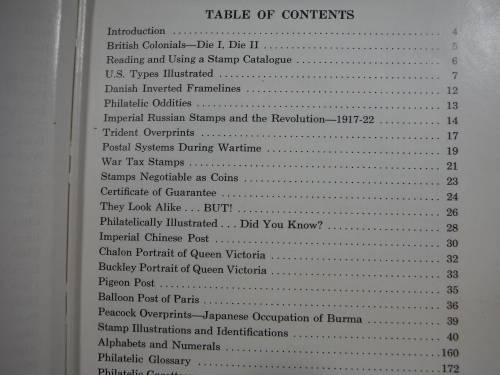 TABLE OF CONTENTS
Introduction 4
British Colonials—Die I, Die II 5
Reading and Using a Stamp Catalogue 6
U.S. Types Illustrated 7
Danish Inverted Framelines 12
Philatelic Oddities 13
Imperial Russian Stamps and the Revolution—1917-22 14
Trident Overprints 17
Postal Systems During Wartime 19
War Tax Stamps 21
Stamps Negotiable as Coins 23
Certificate of Guarantee 24
They Look Alike . . . BUT! 26
Philatelically Illustrated . . . Did You Know? 28
Imperial Chinese Post 30
Chalon Portrait of Queen Victoria 32
Buckley Portrait of Queen Victoria 33
Pigeon Post 35
Balloon Post of Paris 36
Peacock Overprints—Japanese Occupation of Burma 39
Stamp Illustrations and Identifications 40
Alphabets and Numerals 160
Philatelic Glossary 172
Philatelic